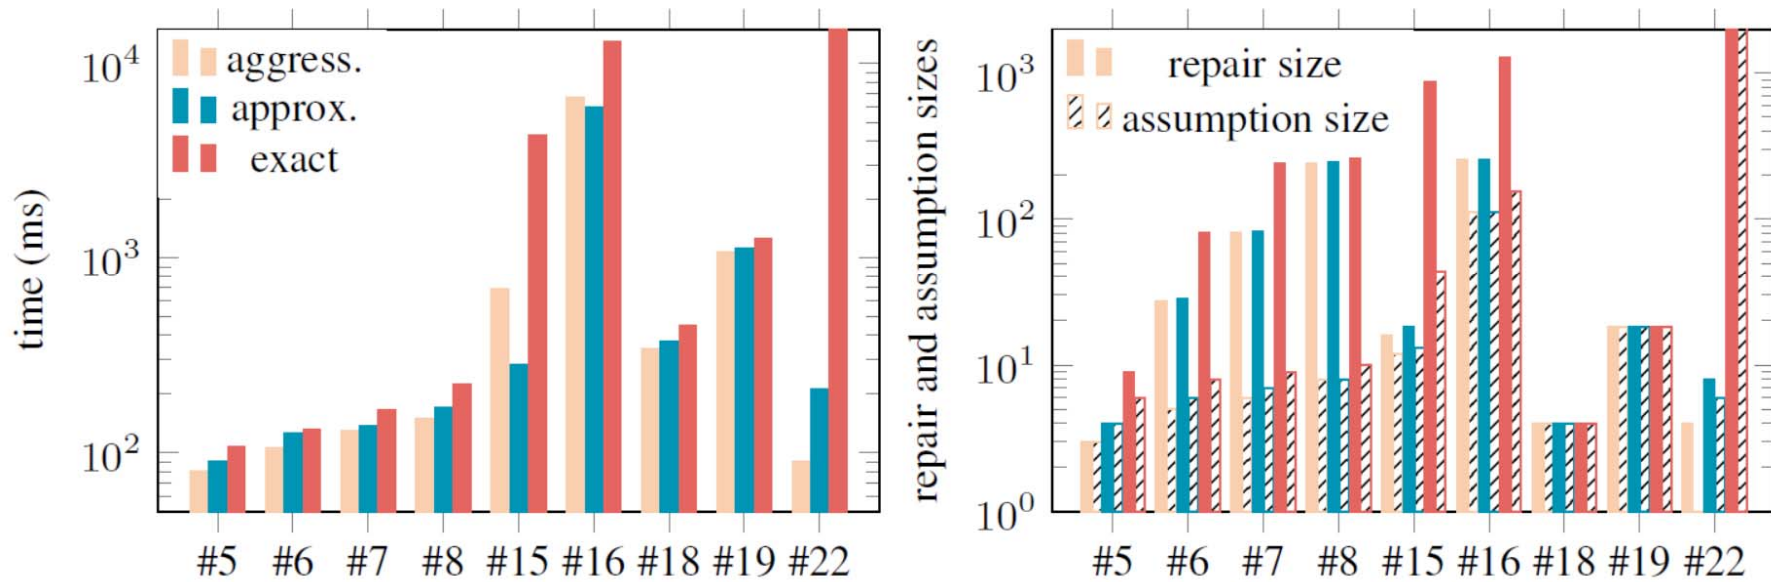 time (ms)
10^4
10^3
10^2
aggress.
approx.
exact
#5 #6 #7 #8 #15 #16 #18 #19 #22
repair and assumption sizes
10^3
10^2
10^1
10^0
repair size
assumption size
#5 #6 #7 #8 #15 #16 #18 #19 #22